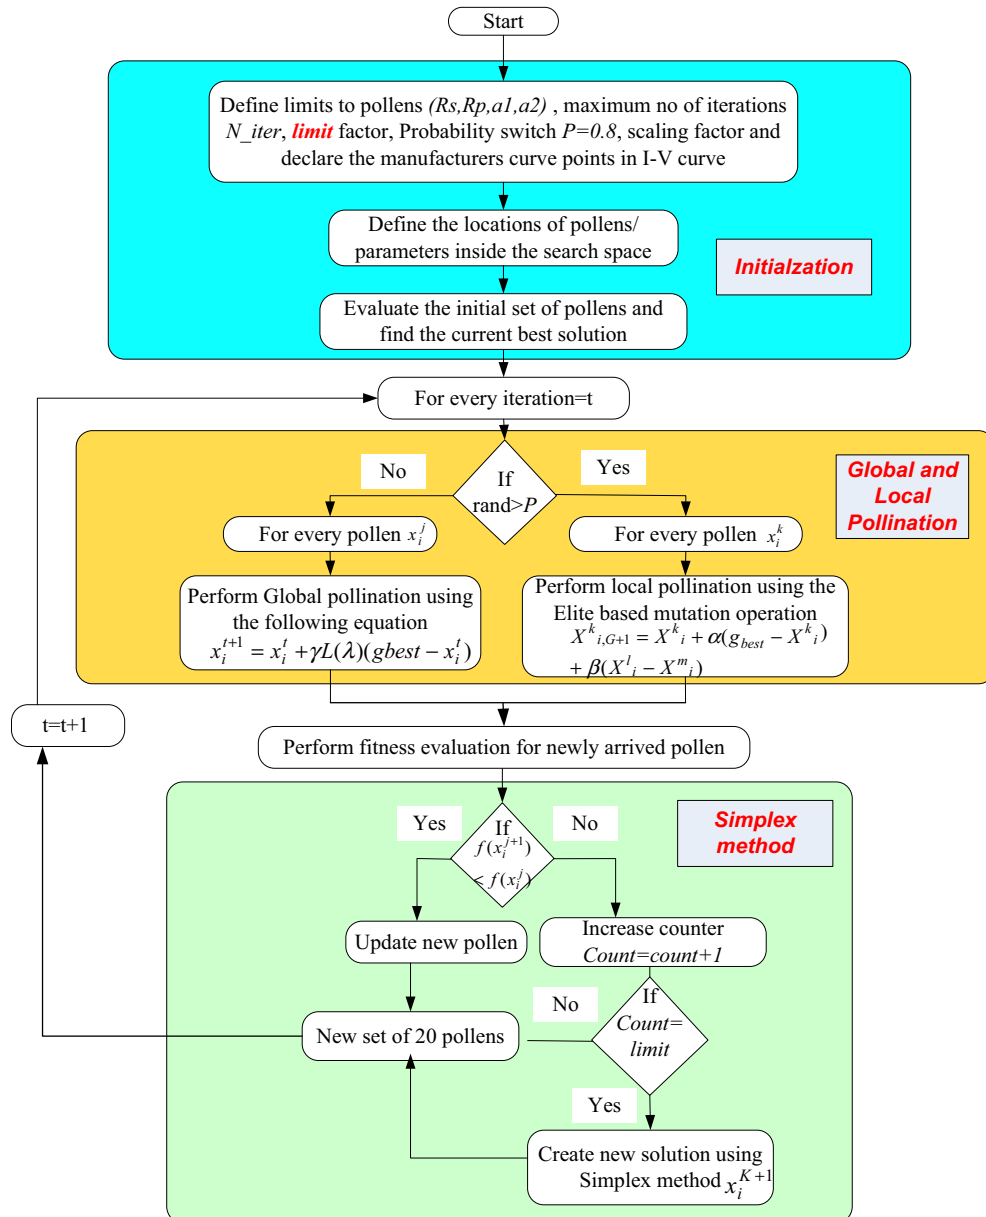 Start
Define limits to pollens (Rs,Rp,a1,a2) , maximum no of iterations
N_iter, limit factor, Probability switch P=0.8, scaling factor and
declare the manufacturers curve points in I-V curve
Define the locations of pollens/
parameters inside the search space
Initialzation
Evaluate the initial set of pollens and
find the current best solution
For every iteration=t
No
Yes
If
rand>P
Global and
Local
Pollination
For every pollen x_i^j
For every pollen x_i^k
Perform Global pollination using
the following equation
x_i^{t+1} = x_i^t + γL(λ)(gbest − x_i^t)
Perform local pollination using the
Elite based mutation operation
X^k_{i,G+1} = X^k_i + α(g_{best} − X^k_i)
+ β(X^l_i − X^m_i)
t=t+1
Perform fitness evaluation for newly arrived pollen
Yes
No
If
f(x_i^{j+1})
< f(x_i^j)
Simplex
method
Update new pollen
Increase counter
Count=count+1
No
If
Count=
limit
New set of 20 pollens
Yes
Create new solution using
Simplex method x_i^{K+1}